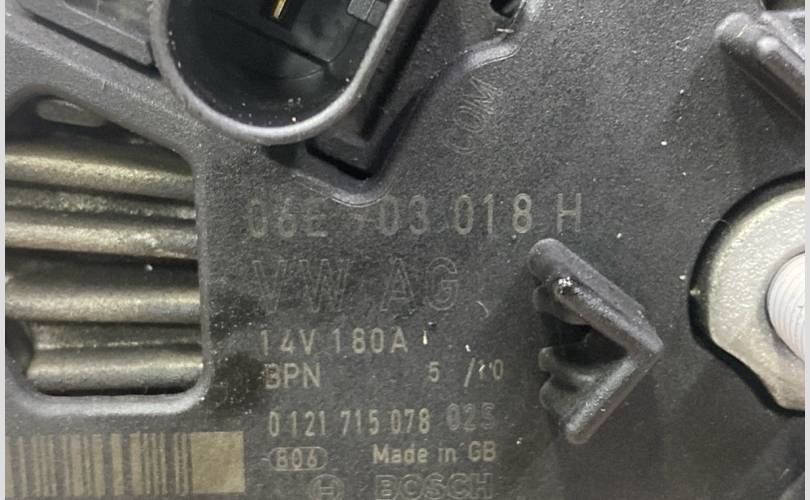 COM
06E 903 018 H
VW AG
14V 180A
BPN 5 /10
0 121 715 078 025
B06 Made in GB
BOSCH